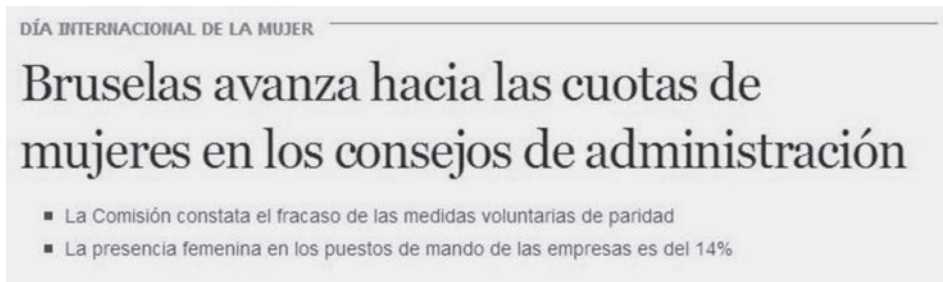 DÍA INTERNACIONAL DE LA MUJER
Bruselas avanza hacia las cuotas de
mujeres en los consejos de administración
▪ La Comisión constata el fracaso de las medidas voluntarias de paridad
▪ La presencia femenina en los puestos de mando de las empresas es del 14%